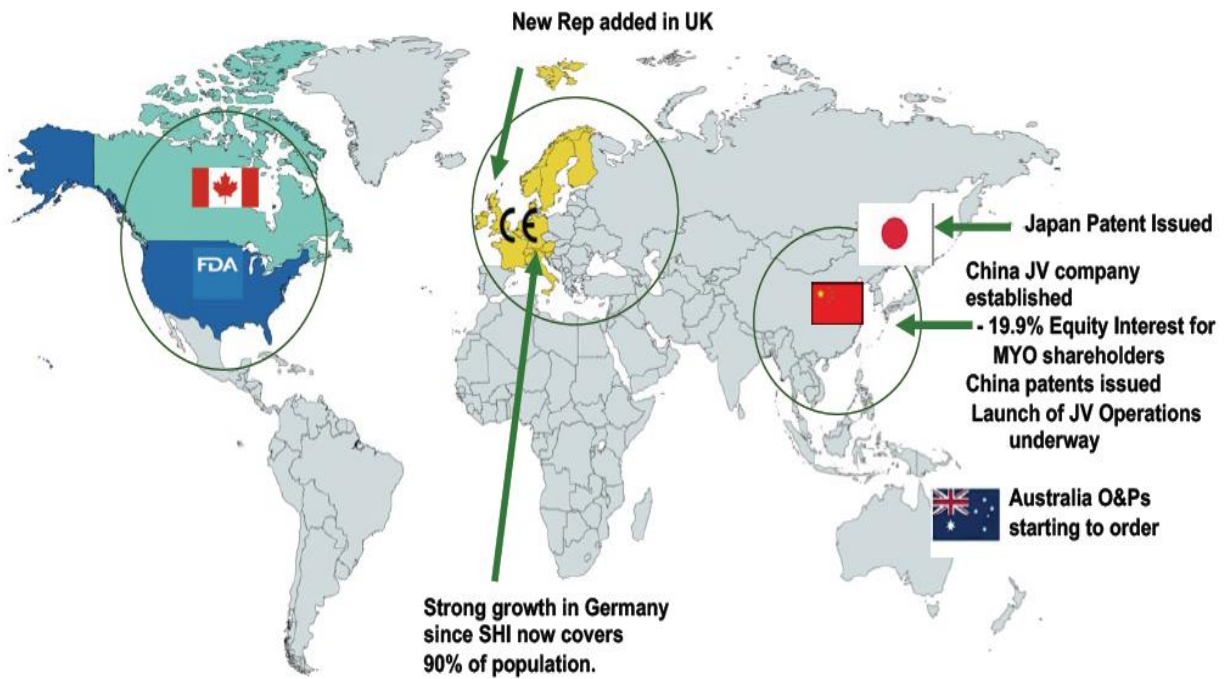 New Rep added in UK
FDA
CE
Japan Patent Issued
China JV company
established
- 19.9% Equity Interest for
MYO shareholders
China patents issued
Launch of JV Operations
underway
Australia O&Ps
starting to order
Strong growth in Germany
since SHI now covers
90% of population.